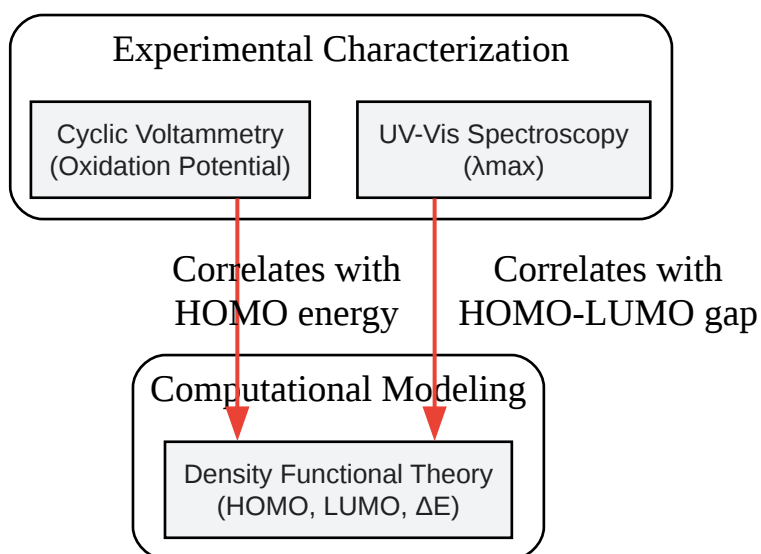 Experimental Characterization
Cyclic Voltammetry
(Oxidation Potential)
UV-Vis Spectroscopy
(λmax)
Correlates with
HOMO energy
Correlates with
HOMO-LUMO gap
Computational Modeling
Density Functional Theory
(HOMO, LUMO, ΔE)